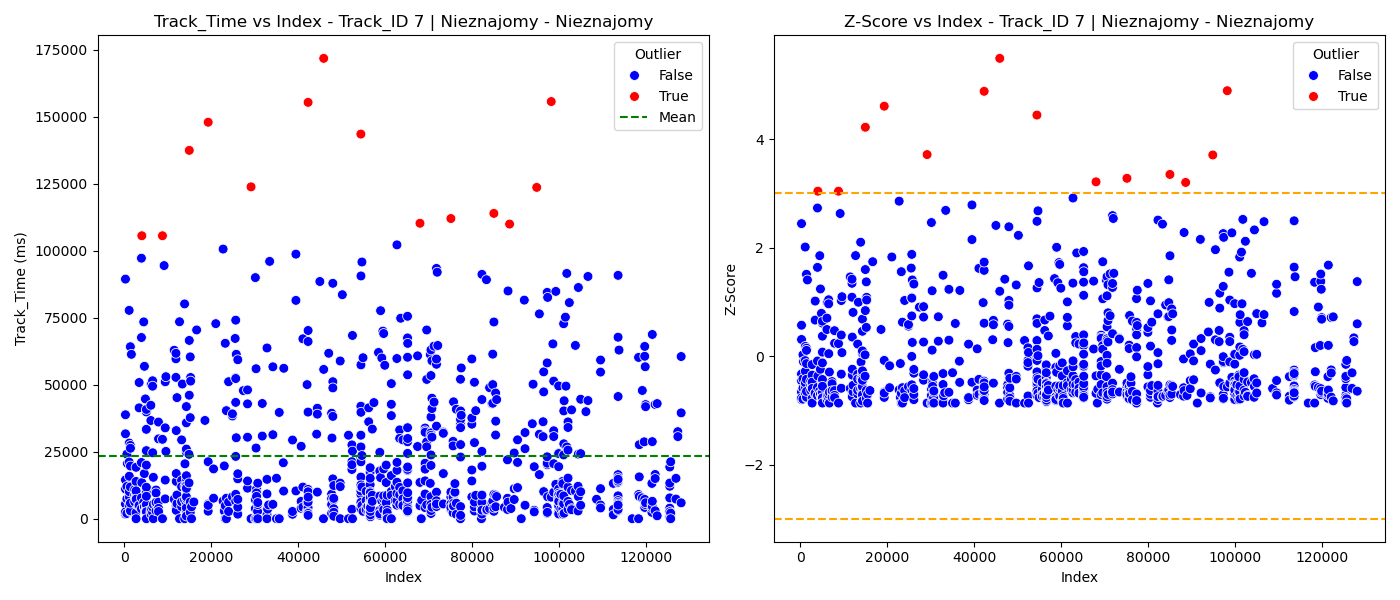 Track_Time vs Index - Track_ID 7 | Nieznajomy - Nieznajomy
Track_Time (ms)
175000
150000
125000
100000
75000
50000
25000
0
0
20000
40000
60000
80000
100000
120000
Index
Outlier
False
True
Mean
Z-Score vs Index - Track_ID 7 | Nieznajomy - Nieznajomy
Z-Score
4
2
0
−2
0
20000
40000
60000
80000
100000
120000
Index
Outlier
False
True